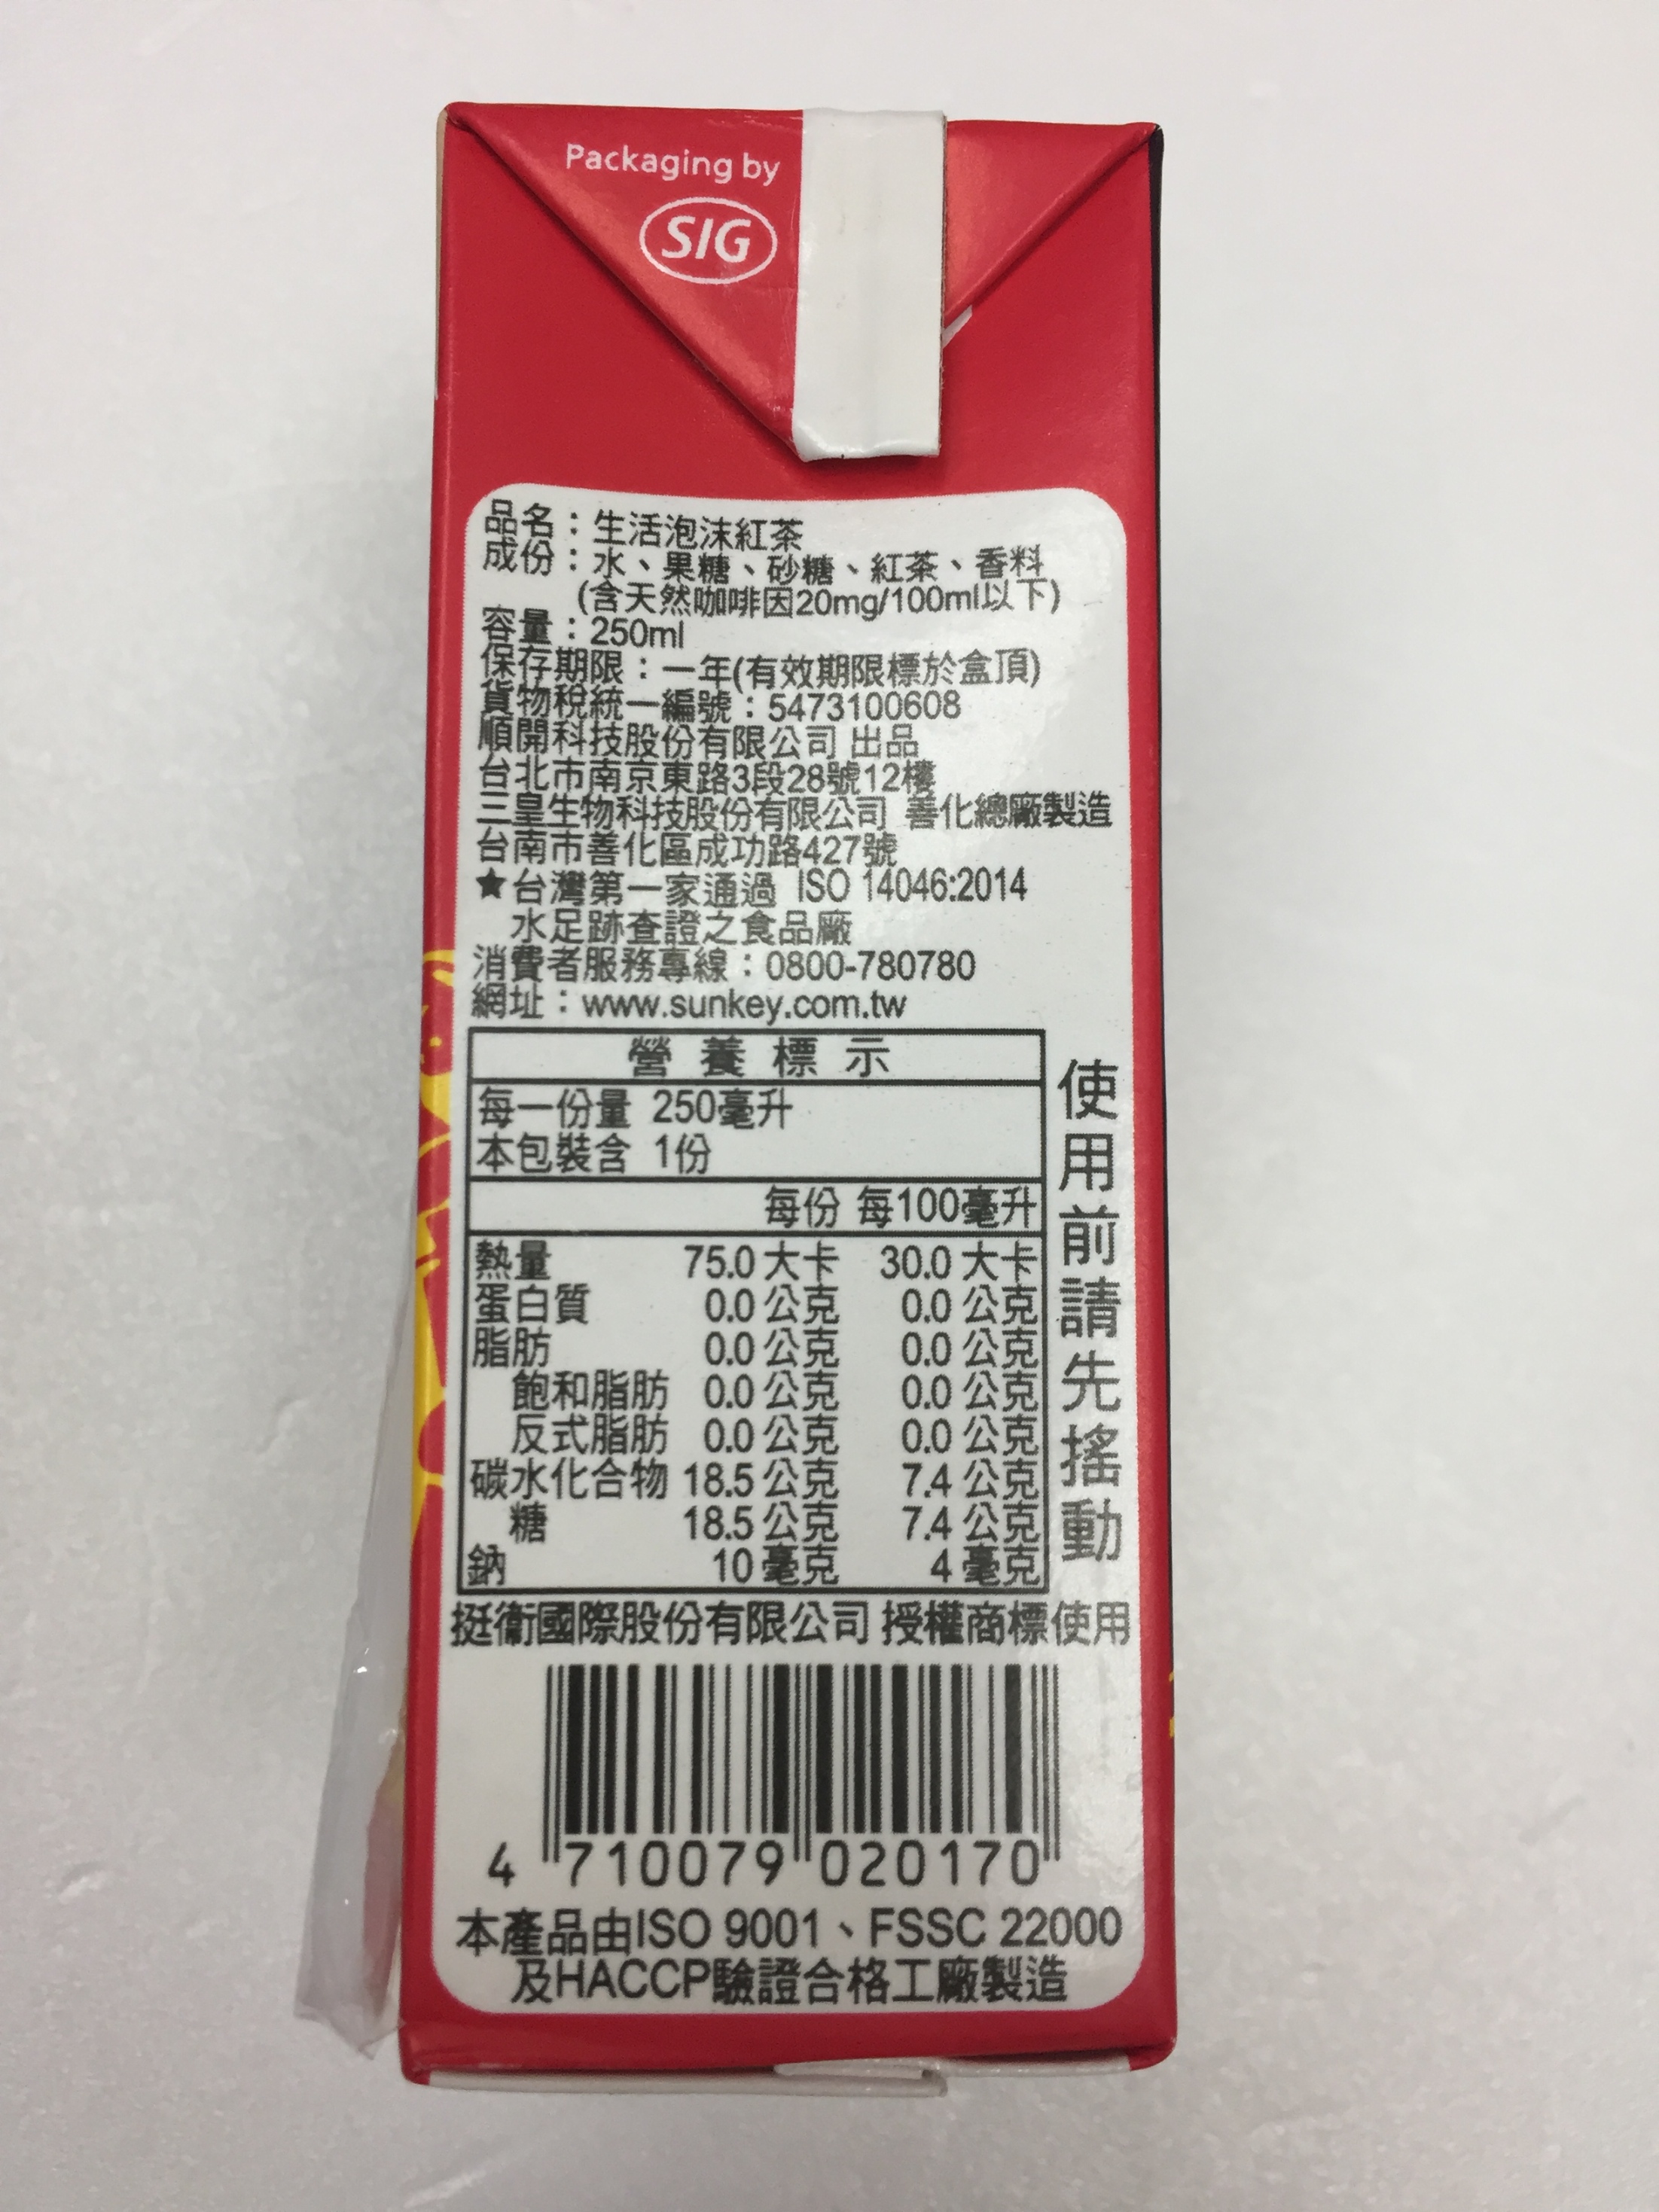 Packaging by
SIG
品名：生活泡沫紅茶
成份：水、果糖、砂糖、紅茶、香料
(含天然咖啡因20mg/100ml以下)
容量：250ml
保存期限：一年(有效期限標於盒頂)
貨物稅統一編號：5473100608
順開科技股份有限公司 出品
台北市南京東路3段28號12樓
三皇生物科技股份有限公司 善化總廠製造
台南市善化區成功路427號
★台灣第一家通過 ISO 14046:2014
水足跡查證之食品廠
消費者服務專線：0800-780780
網址：www.sunkey.com.tw
營養標示
每一份量 250毫升
本包裝含 1份
每份 每100毫升
熱量 75.0 大卡 30.0 大卡
蛋白質 0.0 公克 0.0 公克
脂肪 0.0 公克 0.0 公克
飽和脂肪 0.0 公克 0.0 公克
反式脂肪 0.0 公克 0.0 公克
碳水化合物 18.5 公克 7.4 公克
糖 18.5 公克 7.4 公克
鈉 10 毫克 4 毫克
使用前請先搖動
挺衛國際股份有限公司 授權商標使用
4 710079 020170
本產品由ISO 9001、FSSC 22000
及HACCP驗證合格工廠製造